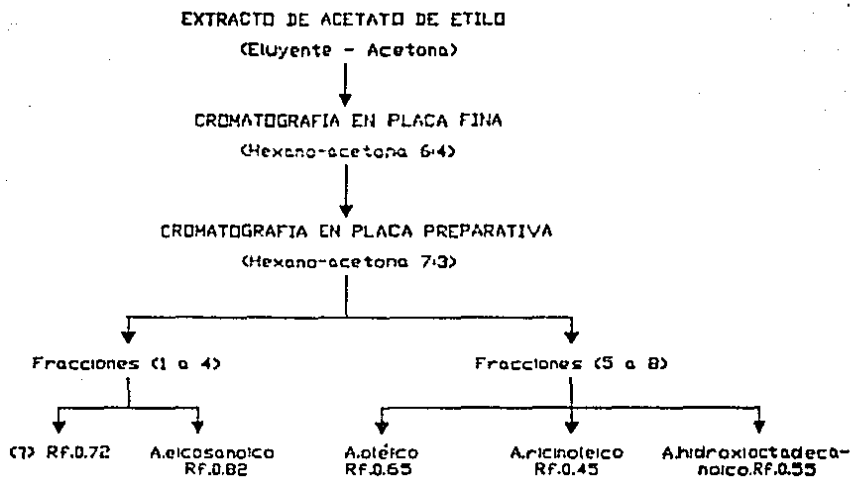 EXTRACTO DE ACETATO DE ETILO
(Eluyente - Acetona)
CROMATOGRAFIA EN PLACA FINA
(Hexano-acetona 6:4)
CROMATOGRAFIA EN PLACA PREPARATIVA
(Hexano-acetona 7:3)
Fracciones (1 a 4) Fracciones (5 a 8)
(?) Rf.0.72 A.eicosanoico A.oléico A.ricinoleico A.hidroxioctadeca-
Rf.0.82 Rf.0.65 Rf.0.45 noico.Rf.0.55